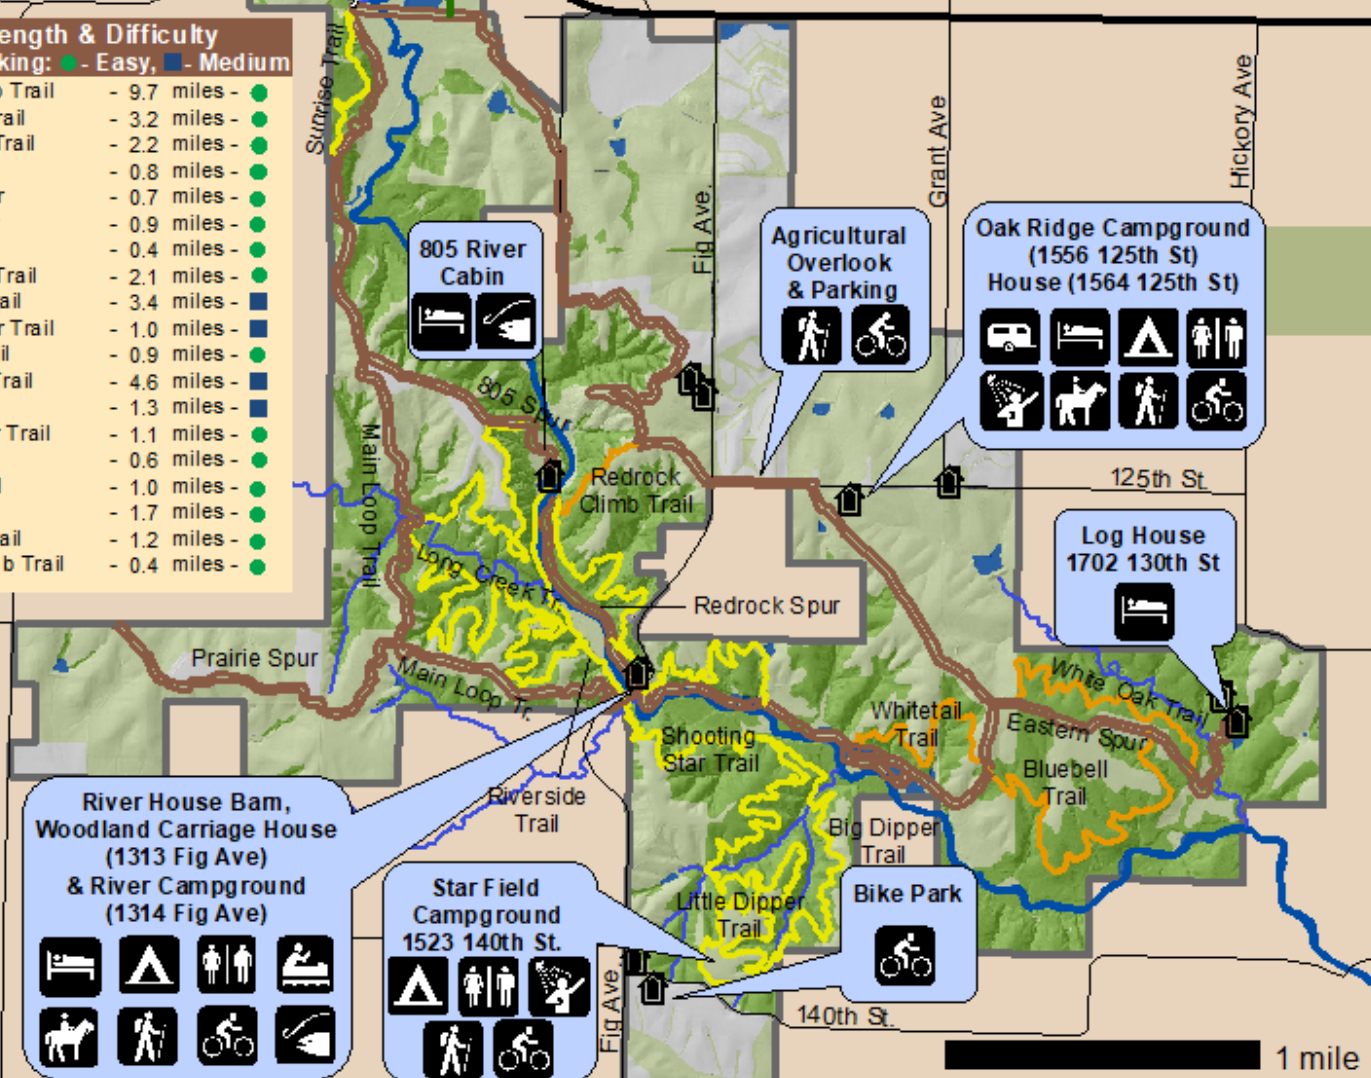 ength & Difficulty
king: - Easy, - Medium
Trail - 9.7 miles -
rail - 3.2 miles -
Trail - 2.2 miles -
- 0.8 miles -
r - 0.7 miles -
- 0.9 miles -
- 0.4 miles -
Trail - 2.1 miles -
ail - 3.4 miles -
r Trail - 1.0 miles -
il - 0.9 miles -
rail - 4.6 miles -
- 1.3 miles -
r Trail - 1.1 miles -
- 0.6 miles -
- 1.0 miles -
- 1.7 miles -
ail - 1.2 miles -
b Trail - 0.4 miles -
Sunrise Trail
Fig Ave.
Grant Ave
Hickory Ave
805 River
Cabin
Agricultural
Overlook
& Parking
Oak Ridge Campground
(1556 125th St)
House (1564 125th St)
805 Spur
Main Loop Trail
Redrock
Climb Trail
125th St.
Log House
1702 130th St
Long Creek Tr.
Redrock Spur
Prairie Spur
Main Loop Tr.
White Oak Trail
Whitetail
Trail
Eastern Spur
Shooting
Star Trail
Bluebell
Trail
Riverside
Trail
Big Dipper
Trail
River House Barn,
Woodland Carriage House
(1313 Fig Ave)
& River Campground
(1314 Fig Ave)
Star Field
Campground
1523 140th St.
Little Dipper
Trail
Bike Park
Fig Ave.
140th St.
1 mile